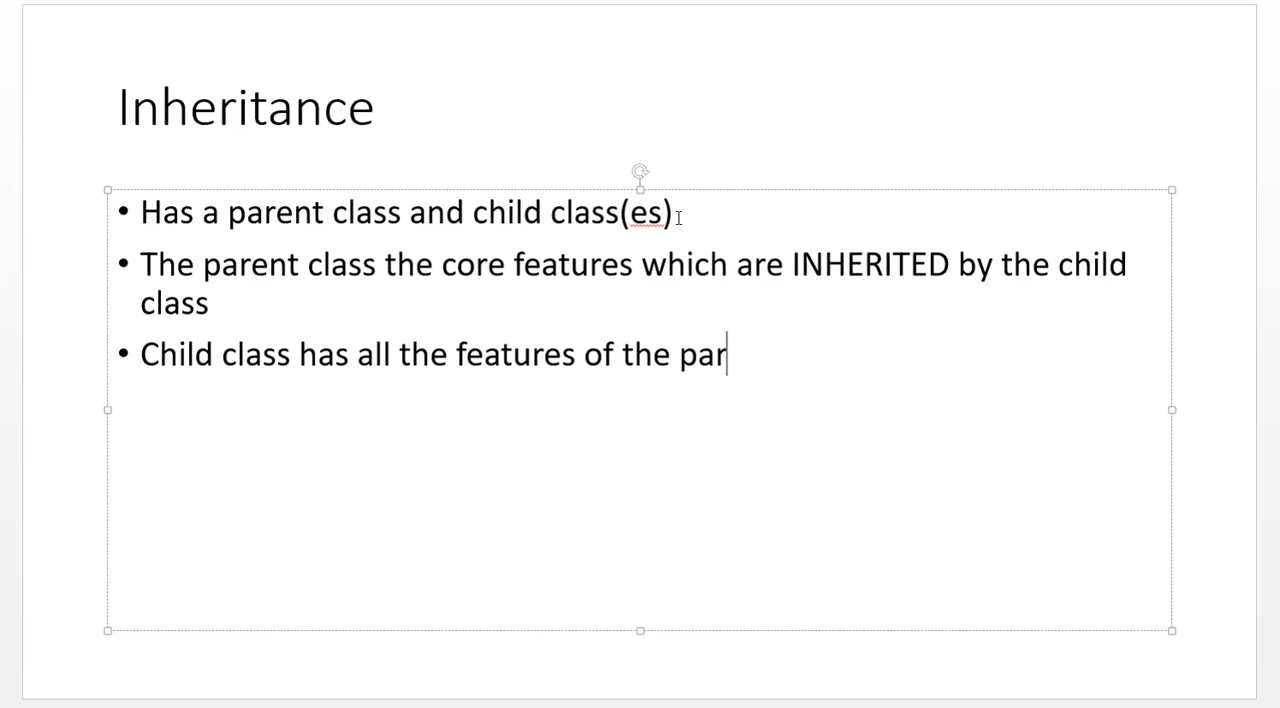 Inheritance
• Has a parent class and child class(es)
• The parent class the core features which are INHERITED by the child
class
• Child class has all the features of the par